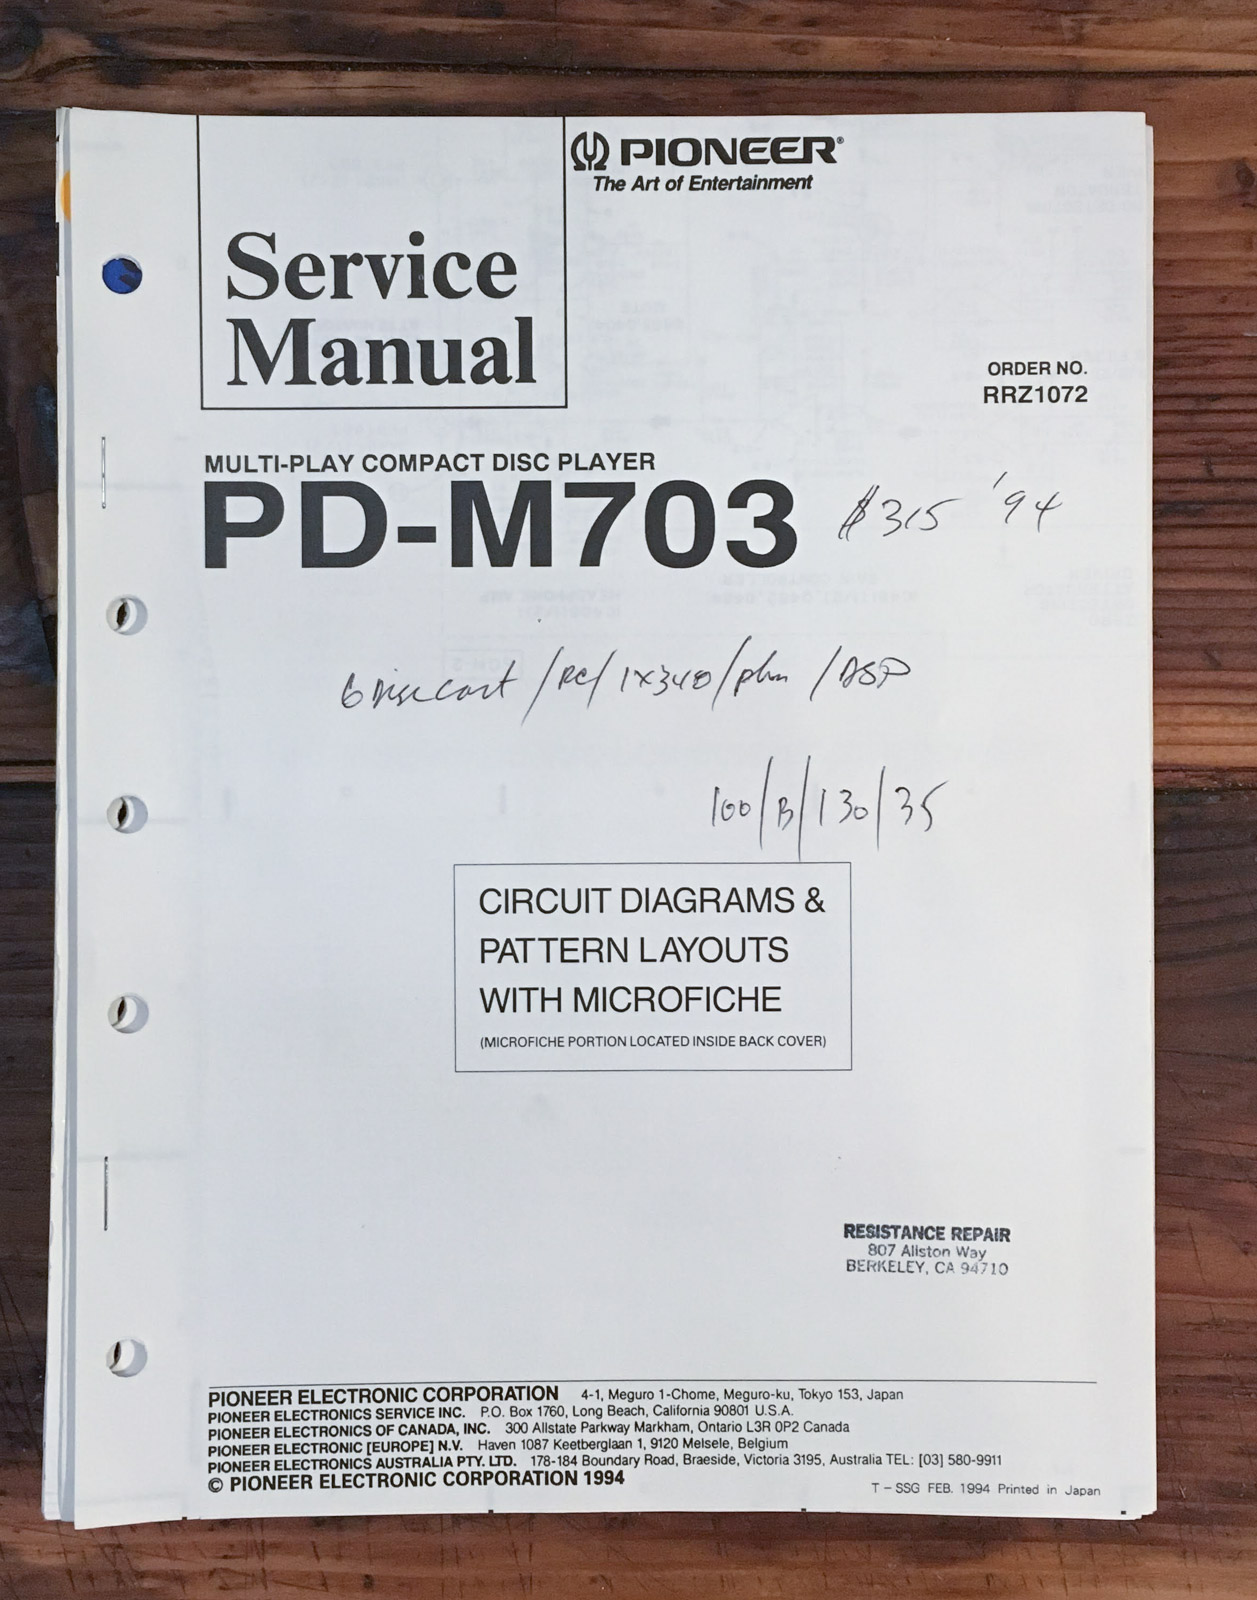 PIONEER®
The Art of Entertainment
Service
Manual
ORDER NO.
RRZ1072
MULTI-PLAY COMPACT DISC PLAYER
PD-M703 $315 '94
6 Disc cart / RC / 1X340 / phn / DSP
100/B/130/35
CIRCUIT DIAGRAMS &
PATTERN LAYOUTS
WITH MICROFICHE
(MICROFICHE PORTION LOCATED INSIDE BACK COVER)
RESISTANCE REPAIR
807 Allston Way
BERKELEY, CA 94710
PIONEER ELECTRONIC CORPORATION 4-1, Meguro 1-Chome, Meguro-ku, Tokyo 153, Japan
PIONEER ELECTRONICS SERVICE INC. P.O. Box 1760, Long Beach, California 90801 U.S.A.
PIONEER ELECTRONICS OF CANADA, INC. 300 Allstate Parkway Markham, Ontario L3R 0P2 Canada
PIONEER ELECTRONIC [EUROPE] N.V. Haven 1087 Keetberglaan 1, 9120 Melsele, Belgium
PIONEER ELECTRONICS AUSTRALIA PTY. LTD. 178-184 Boundary Road, Braeside, Victoria 3195, Australia TEL: [03] 580-9911
© PIONEER ELECTRONIC CORPORATION 1994
T – SSG FEB. 1994 Printed in Japan